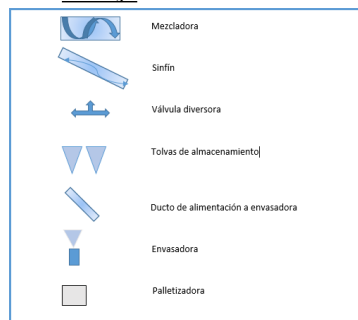 Mezcladora
Sinfín
Válvula diversora
Tolvas de almacenamiento
Ducto de alimentación a envasadora
Envasadora
Palletizadora